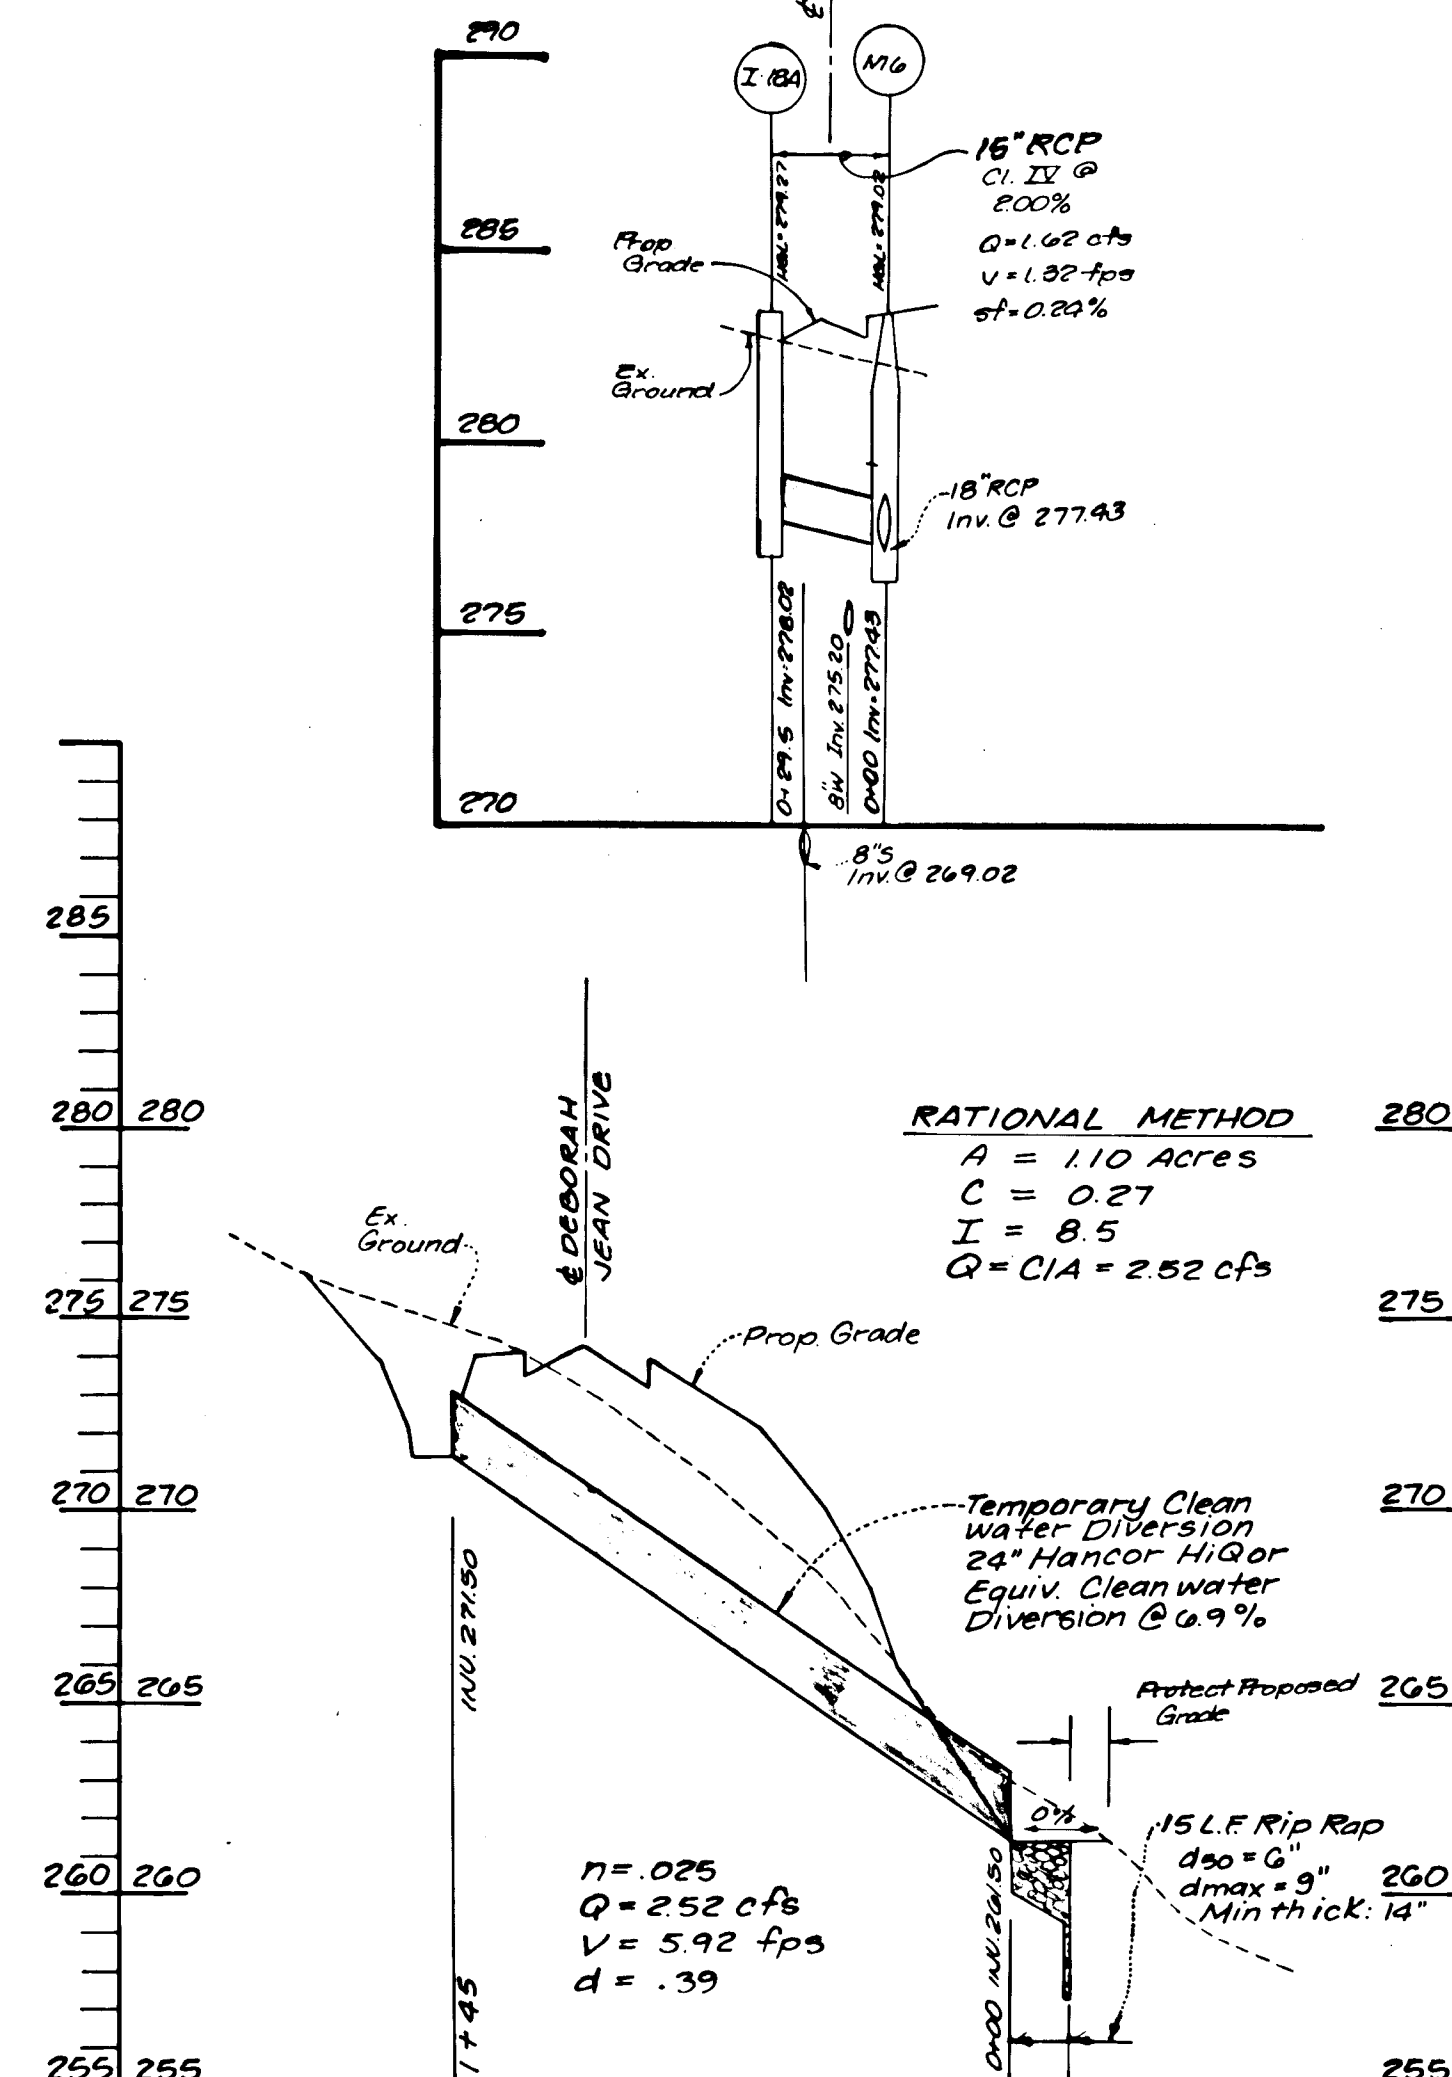 290
I-18A
M16
15" RCP
Cl. IV @
2.00%
Q=1.62 cfs
V=1.32 fps
sf=0.24%
HGL=279.27
HGL=279.02
285
Prop
Grade
Ex.
Ground
280
18" RCP
Inv. @ 277.43
275
0+29.5 Inv=278.02
8"W Inv. 275.20
0+00 Inv=277.43
270
8"S
Inv. @ 269.02
285
280 280
275 275
270 270
265 265
260 260
255 255
℄ DEBORAH
JEAN DRIVE
RATIONAL METHOD
A = 1.10 Acres
C = 0.27
I = 8.5
Q = CIA = 2.52 cfs
280
275
270
265
260
255
Ex.
Ground
Prop. Grade
Temporary Clean
water Diversion
24" Hancor HiQ or
Equiv. Clean water
Diversion @ 6.9%
INV. 271.50
1+45
Protect Proposed
Grade
0%
15 L.F. Rip Rap
d50 = 6"
dmax = 9"
Min thick: 14"
n = .025
Q = 2.52 cfs
V = 5.92 fps
d = .39
0+00 INV. 261.50